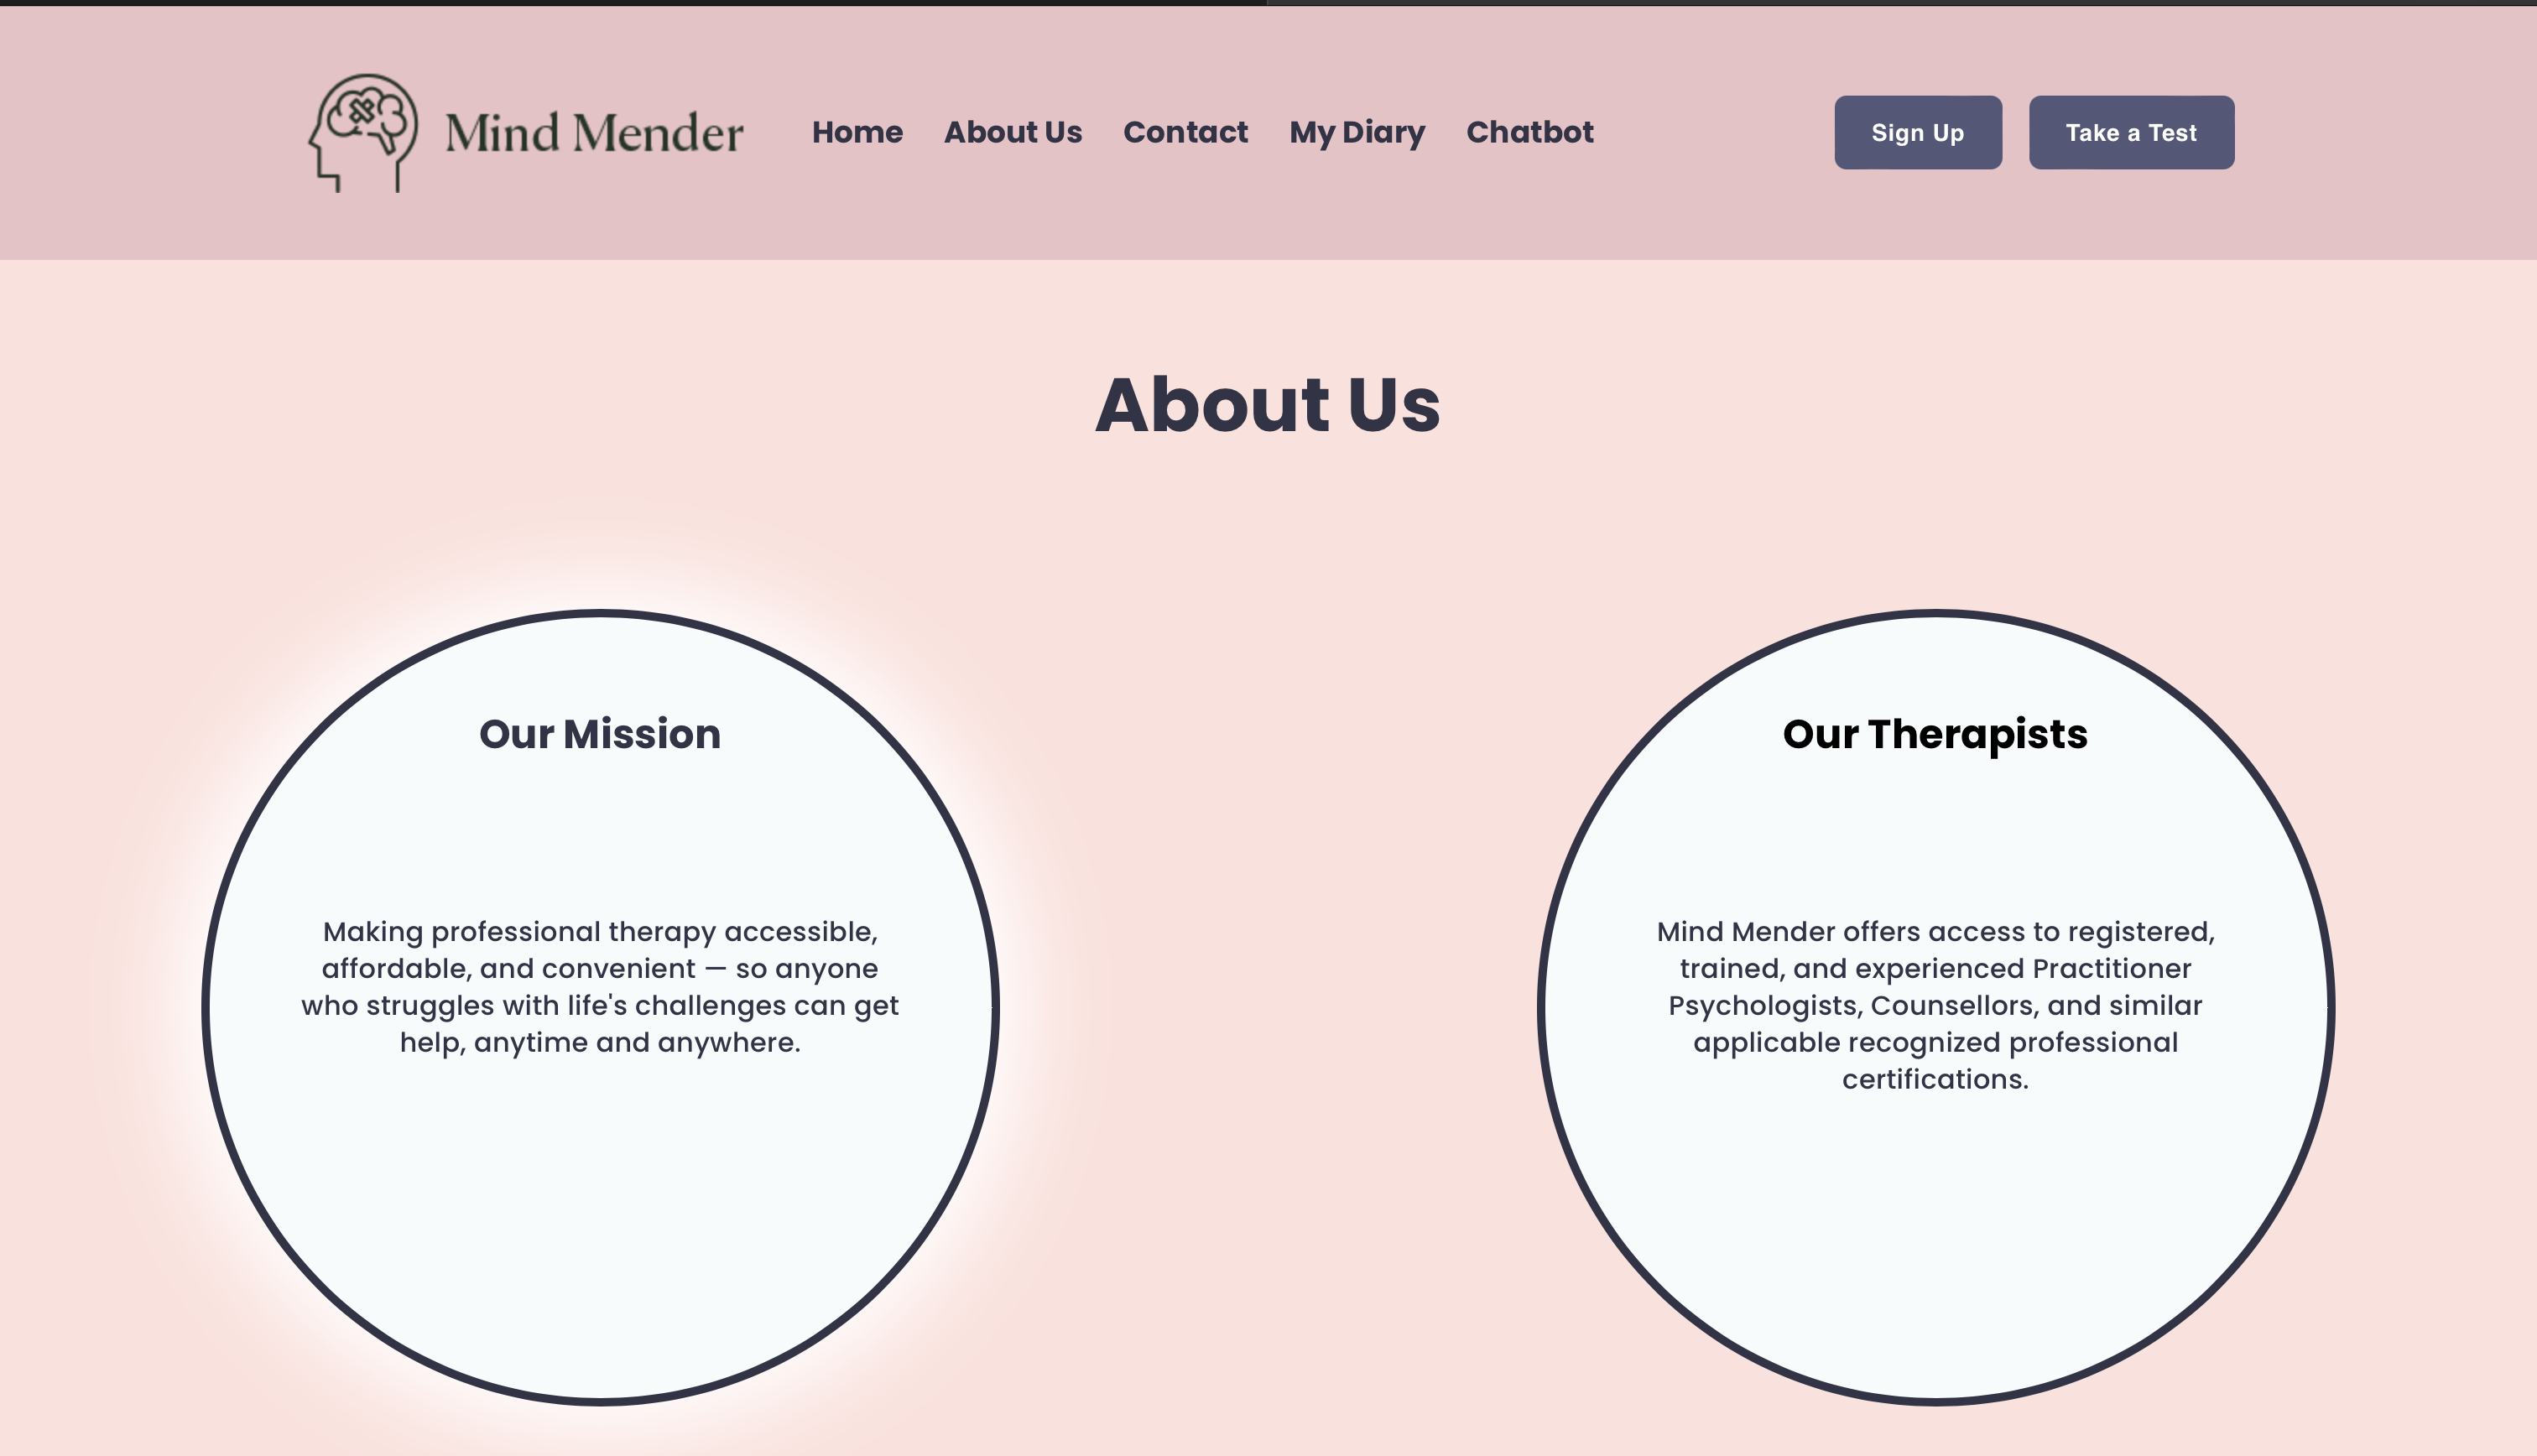 Mind Mender
Home
About Us
Contact
My Diary
Chatbot
Sign Up
Take a Test
About Us
Our Mission
Making professional therapy accessible,
affordable, and convenient — so anyone
who struggles with life's challenges can get
help, anytime and anywhere.
Our Therapists
Mind Mender offers access to registered,
trained, and experienced Practitioner
Psychologists, Counsellors, and similar
applicable recognized professional
certifications.